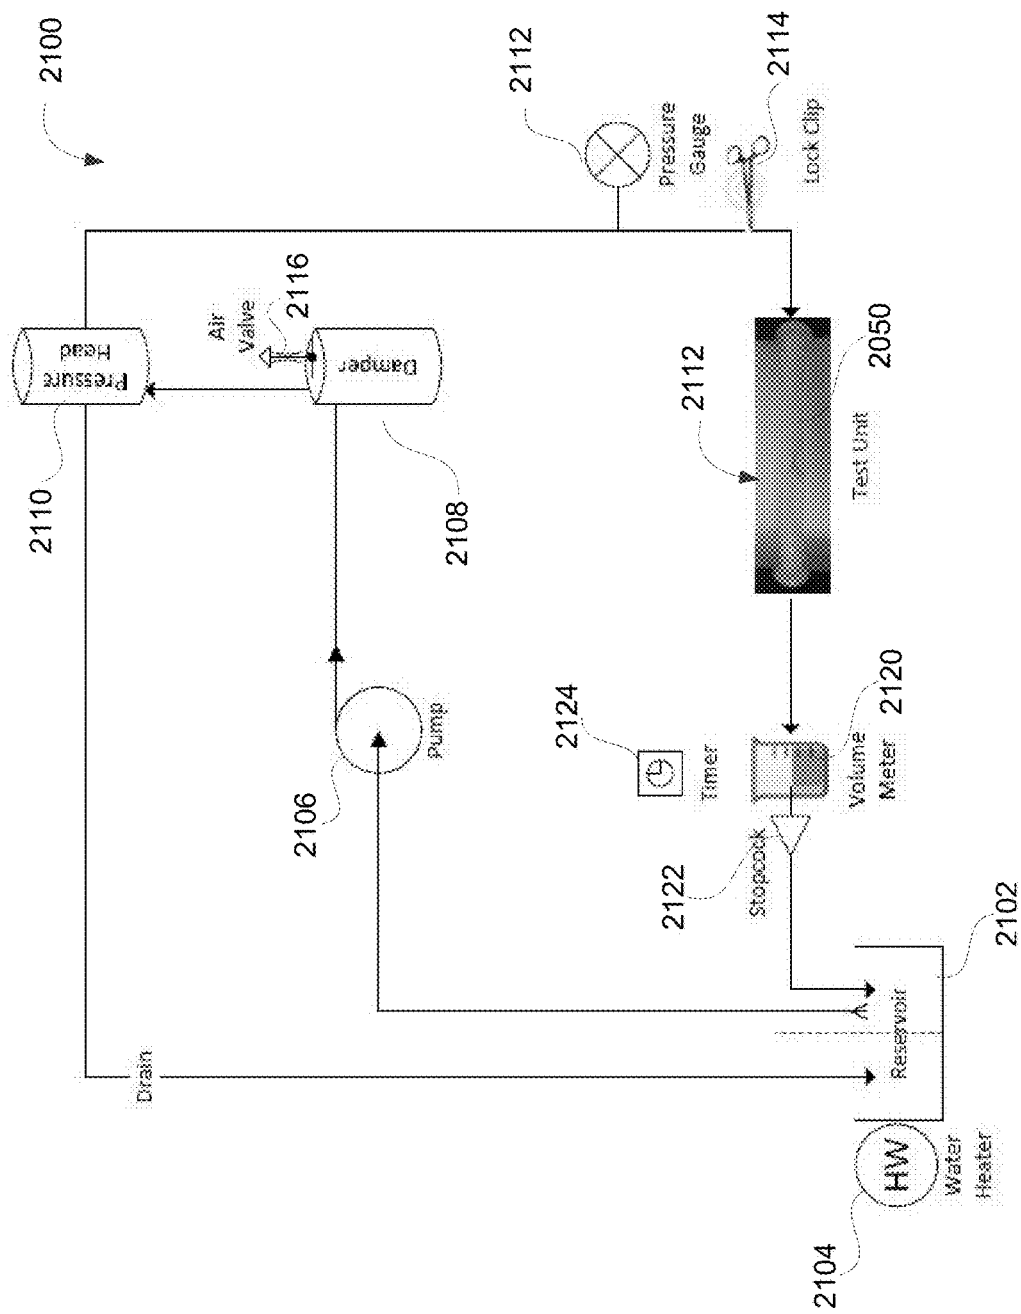 2100
2112
Pressure
Gauge
2114
Lock Clip
Pressure
Head
2110
Air
Valve
2116
Damper
2108
2112
2050
Test Unit
Pump
2106
2124
Timer
2120
Volume
Meter
2122
Stopcock
2102
Reservoir
Drain
HW
Water
Heater
2104